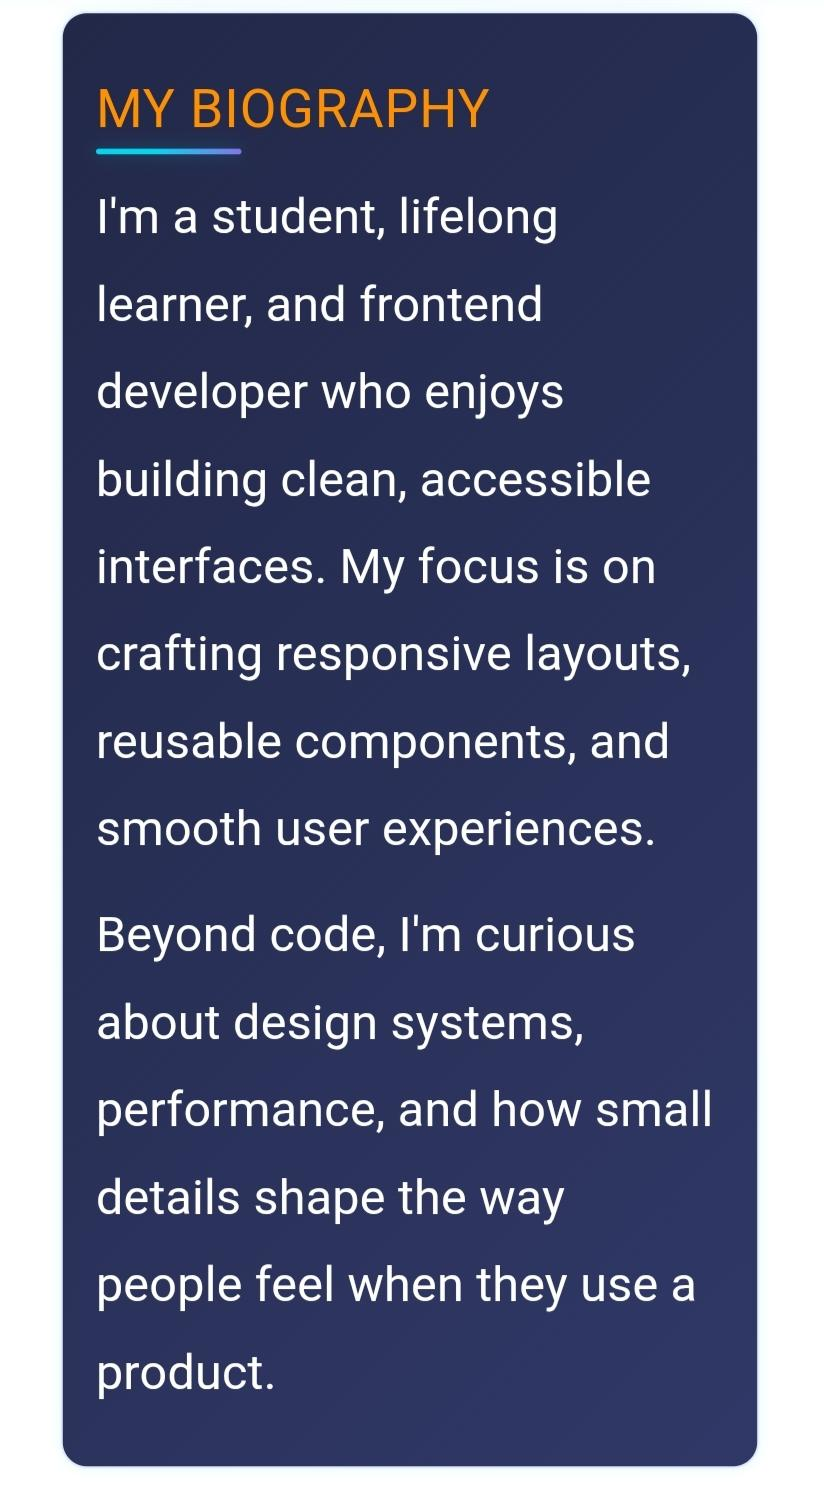 MY BIOGRAPHY
I'm a student, lifelong
learner, and frontend
developer who enjoys
building clean, accessible
interfaces. My focus is on
crafting responsive layouts,
reusable components, and
smooth user experiences.
Beyond code, I'm curious
about design systems,
performance, and how small
details shape the way
people feel when they use a
product.